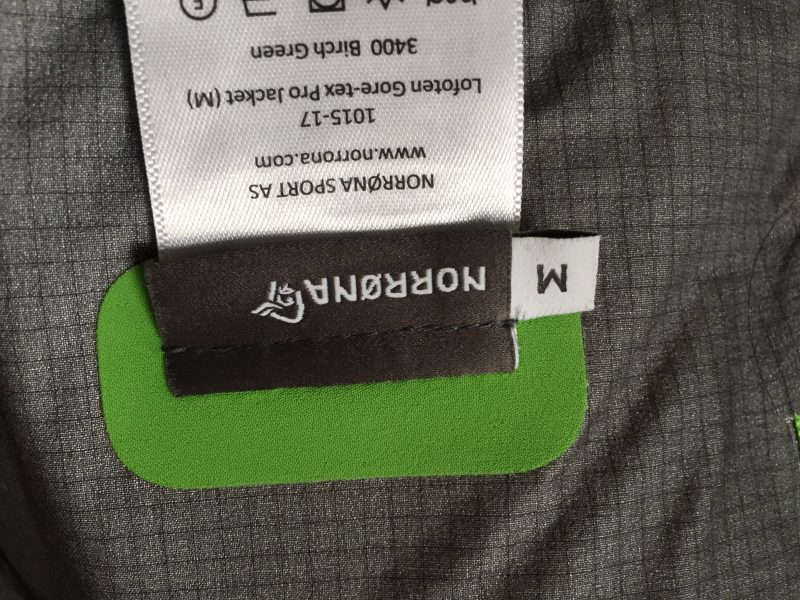 NORRØNA
M
NORRØNA SPORT AS
www.norrona.com
1015-17
Lofoten Gore-tex Pro Jacket (M)
3400 Birch Green